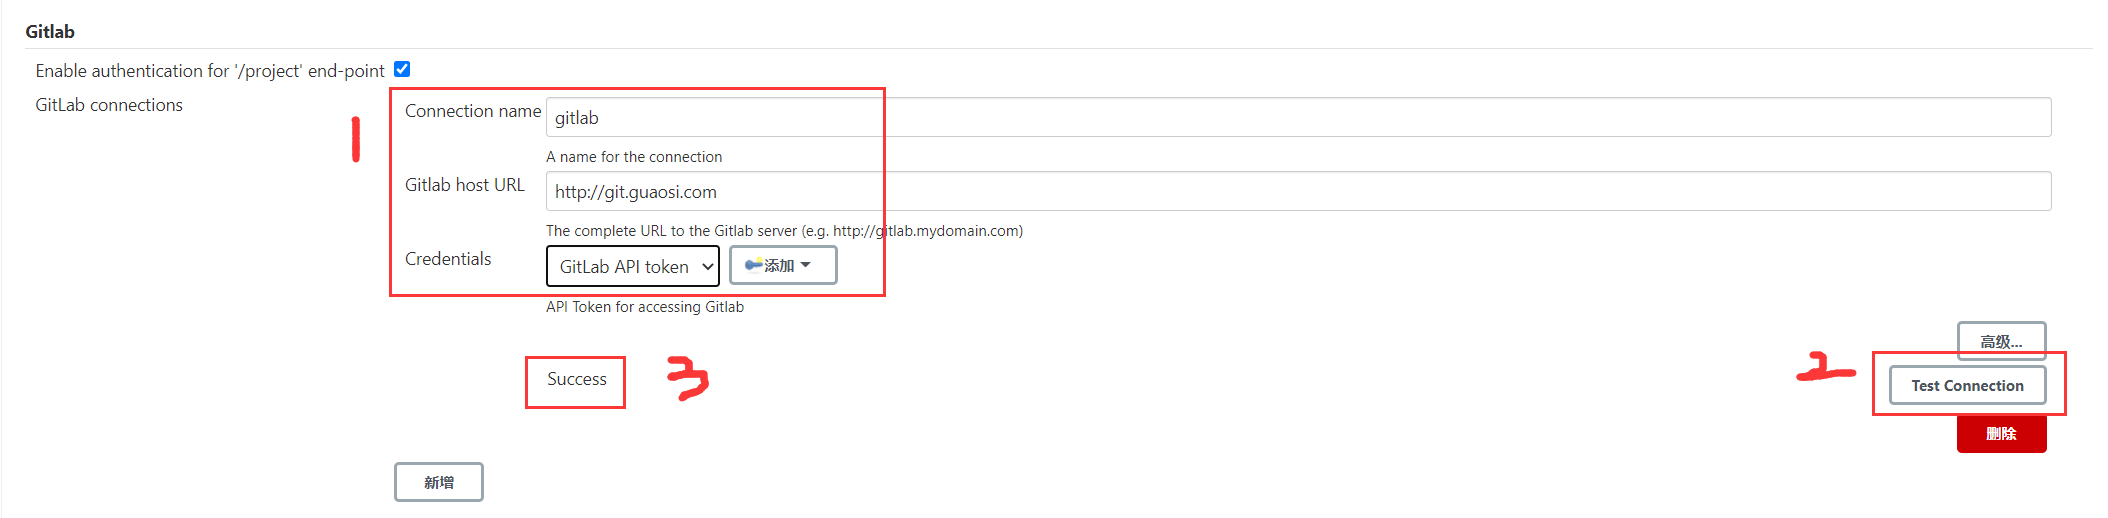 Gitlab
Enable authentication for '/project' end-point
GitLab connections
1
Connection name
gitlab
A name for the connection
Gitlab host URL
http://git.guaosi.com
The complete URL to the Gitlab server (e.g. http://gitlab.mydomain.com)
Credentials
GitLab API token
添加
API Token for accessing Gitlab
高级...
Success
3
2
Test Connection
删除
新增